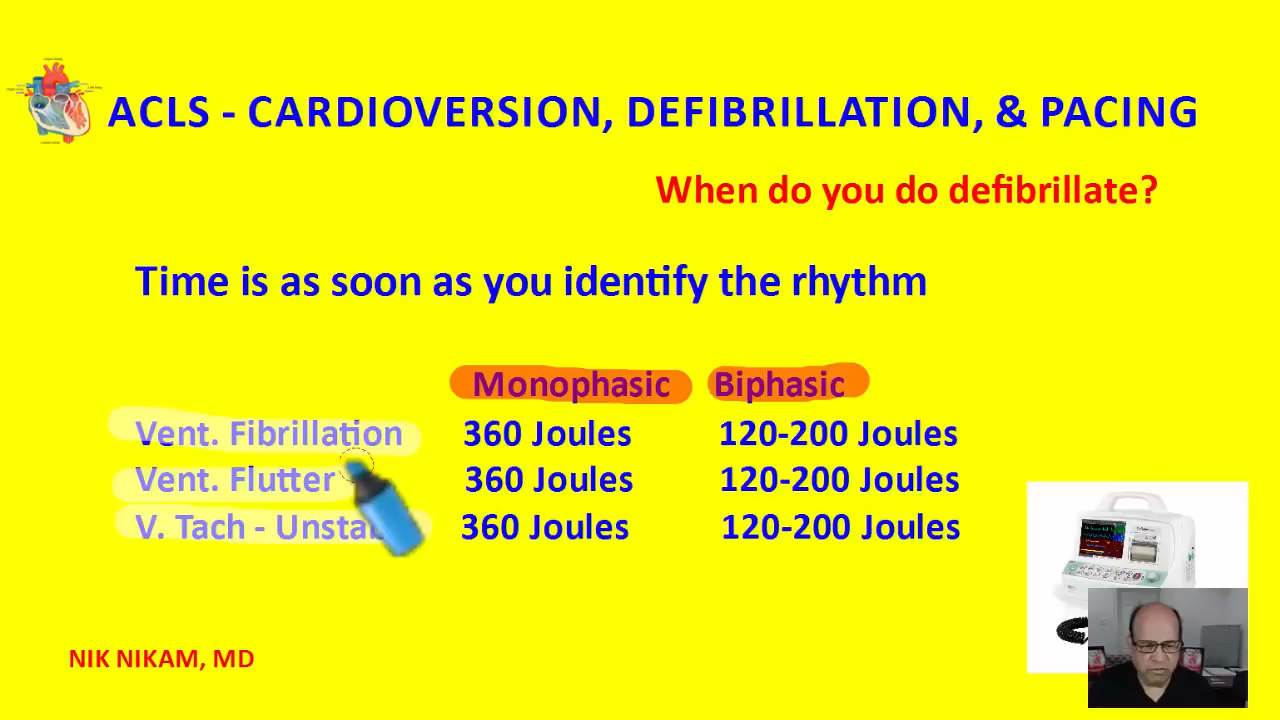 ACLS - CARDIOVERSION, DEFIBRILLATION, & PACING
When do you do defibrillate?
Time is as soon as you identify the rhythm
Monophasic Biphasic
Vent. Fibrillation 360 Joules 120-200 Joules
Vent. Flutter 360 Joules 120-200 Joules
V. Tach - Unstab 360 Joules 120-200 Joules
NIK NIKAM, MD